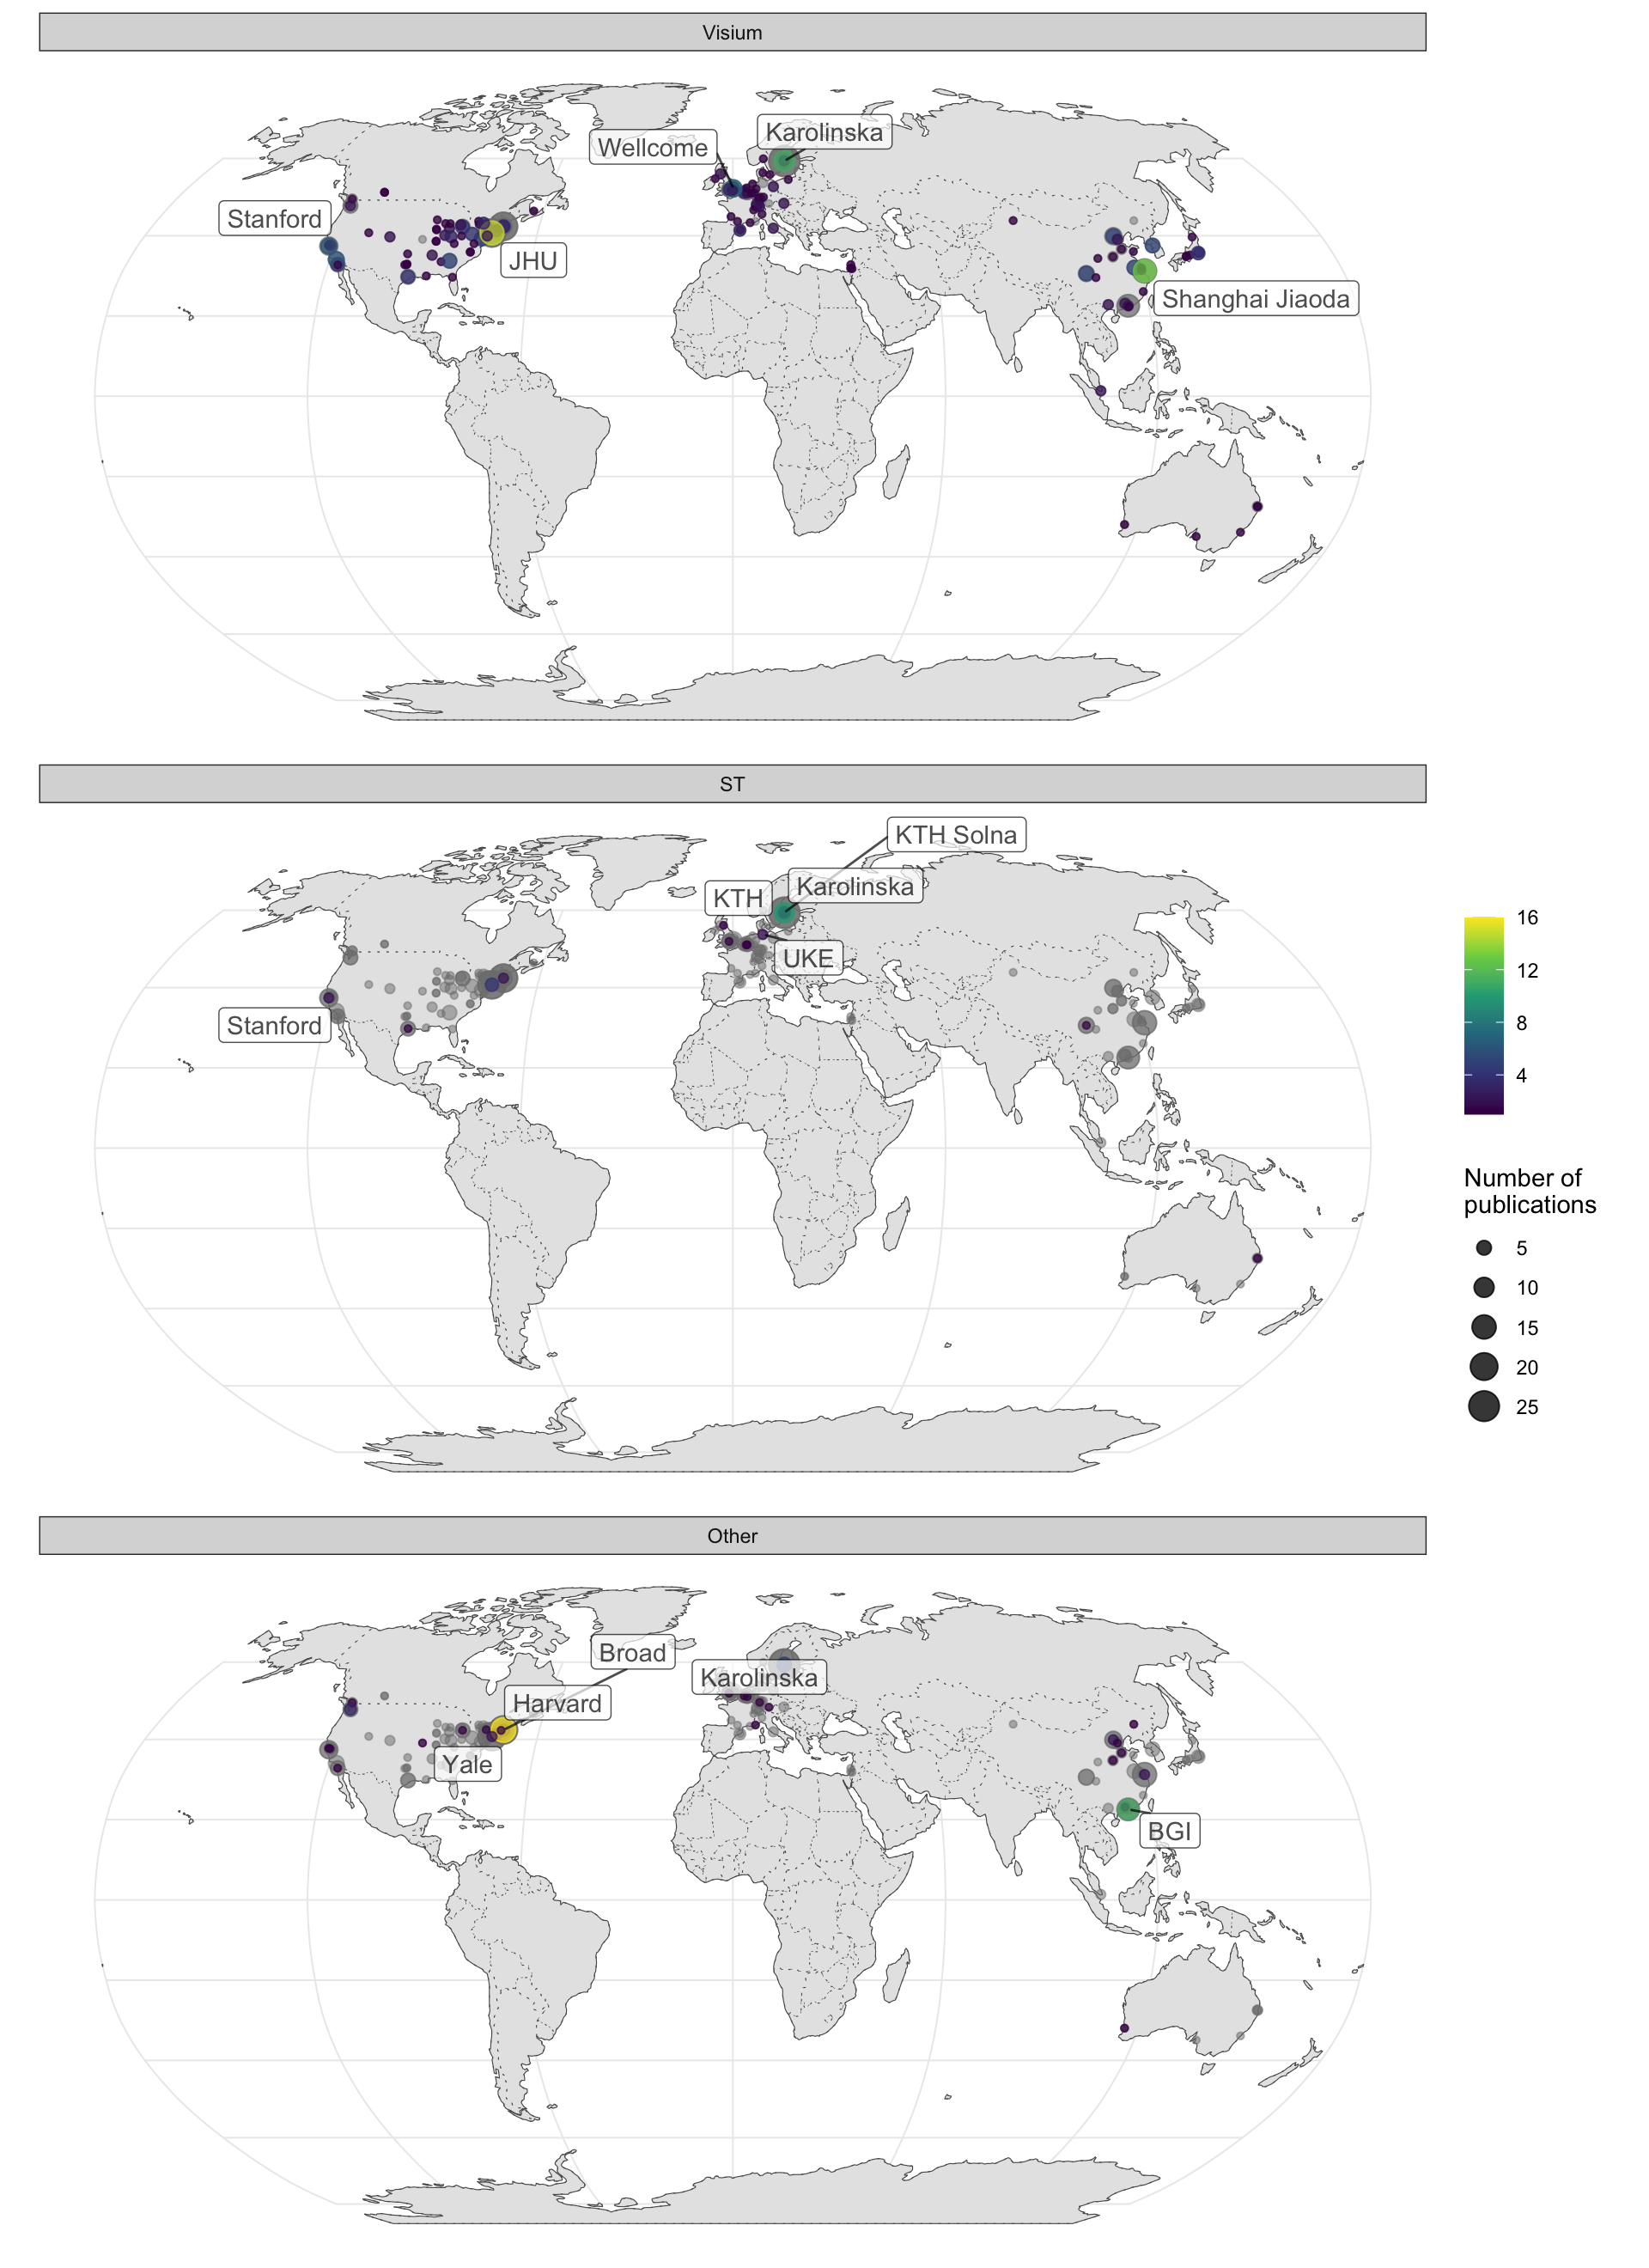 Visium
Karolinska
Wellcome
Stanford
JHU
Shanghai Jiaoda
ST
KTH Solna
Karolinska
KTH
UKE
Stanford
16
12
8
4
Number of
publications
5
10
15
20
25
Other
Broad
Karolinska
Harvard
Yale
BGI